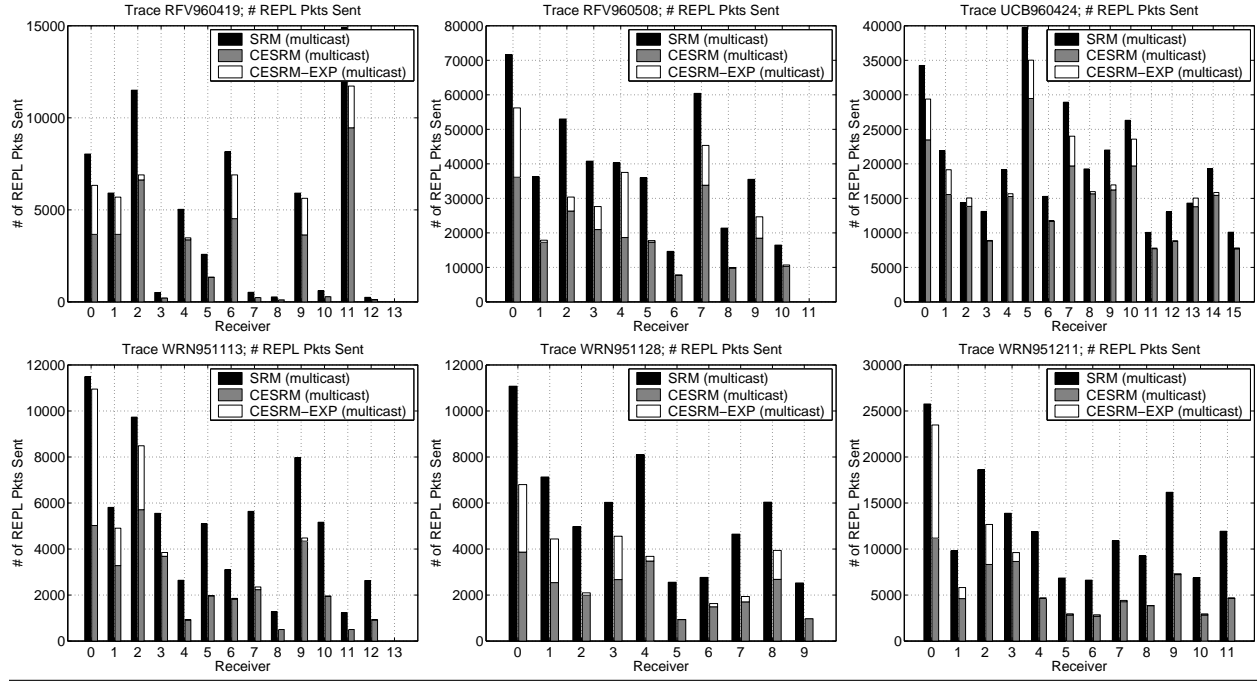 Trace RFV960419; # REPL Pkts Sent
# of REPL Pkts Sent
15000
10000
5000
0
SRM (multicast)
CESRM (multicast)
CESRM−EXP (multicast)
0 1 2 3 4 5 6 7 8 9 10 11 12 13
Receiver
Trace RFV960508; # REPL Pkts Sent
# of REPL Pkts Sent
80000
70000
60000
50000
40000
30000
20000
10000
0
SRM (multicast)
CESRM (multicast)
CESRM−EXP (multicast)
0 1 2 3 4 5 6 7 8 9 10 11
Receiver
Trace UCB960424; # REPL Pkts Sent
# of REPL Pkts Sent
40000
35000
30000
25000
20000
15000
10000
5000
0
SRM (multicast)
CESRM (multicast)
CESRM−EXP (multicast)
0 1 2 3 4 5 6 7 8 9 10 11 12 13 14 15
Receiver
Trace WRN951113; # REPL Pkts Sent
# of REPL Pkts Sent
12000
10000
8000
6000
4000
2000
0
SRM (multicast)
CESRM (multicast)
CESRM−EXP (multicast)
0 1 2 3 4 5 6 7 8 9 10 11 12 13
Receiver
Trace WRN951128; # REPL Pkts Sent
# of REPL Pkts Sent
12000
10000
8000
6000
4000
2000
0
SRM (multicast)
CESRM (multicast)
CESRM−EXP (multicast)
0 1 2 3 4 5 6 7 8 9
Receiver
Trace WRN951211; # REPL Pkts Sent
# of REPL Pkts Sent
30000
25000
20000
15000
10000
5000
0
SRM (multicast)
CESRM (multicast)
CESRM−EXP (multicast)
0 1 2 3 4 5 6 7 8 9 10 11
Receiver